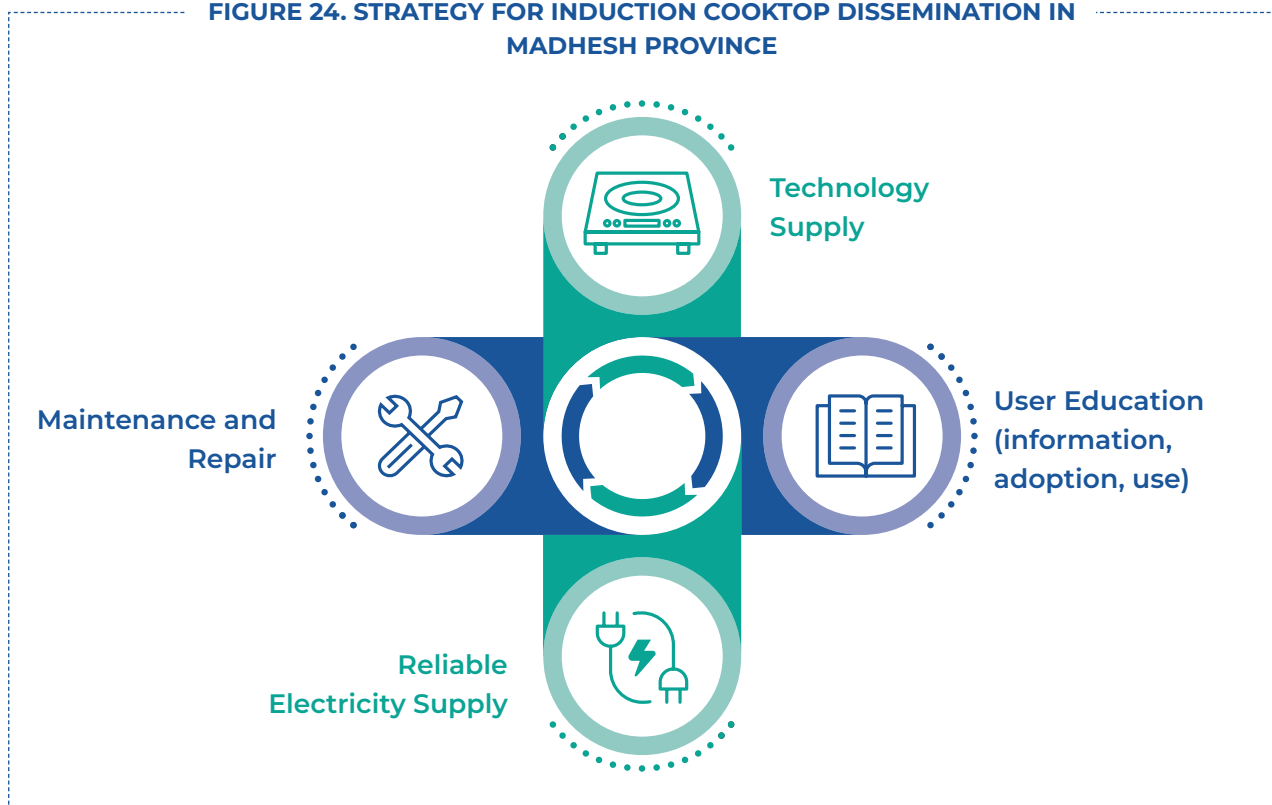 FIGURE 24. STRATEGY FOR INDUCTION COOKTOP DISSEMINATION IN
MADHESH PROVINCE
Technology
Supply
Maintenance and
Repair
User Education
(information,
adoption, use)
Reliable
Electricity Supply